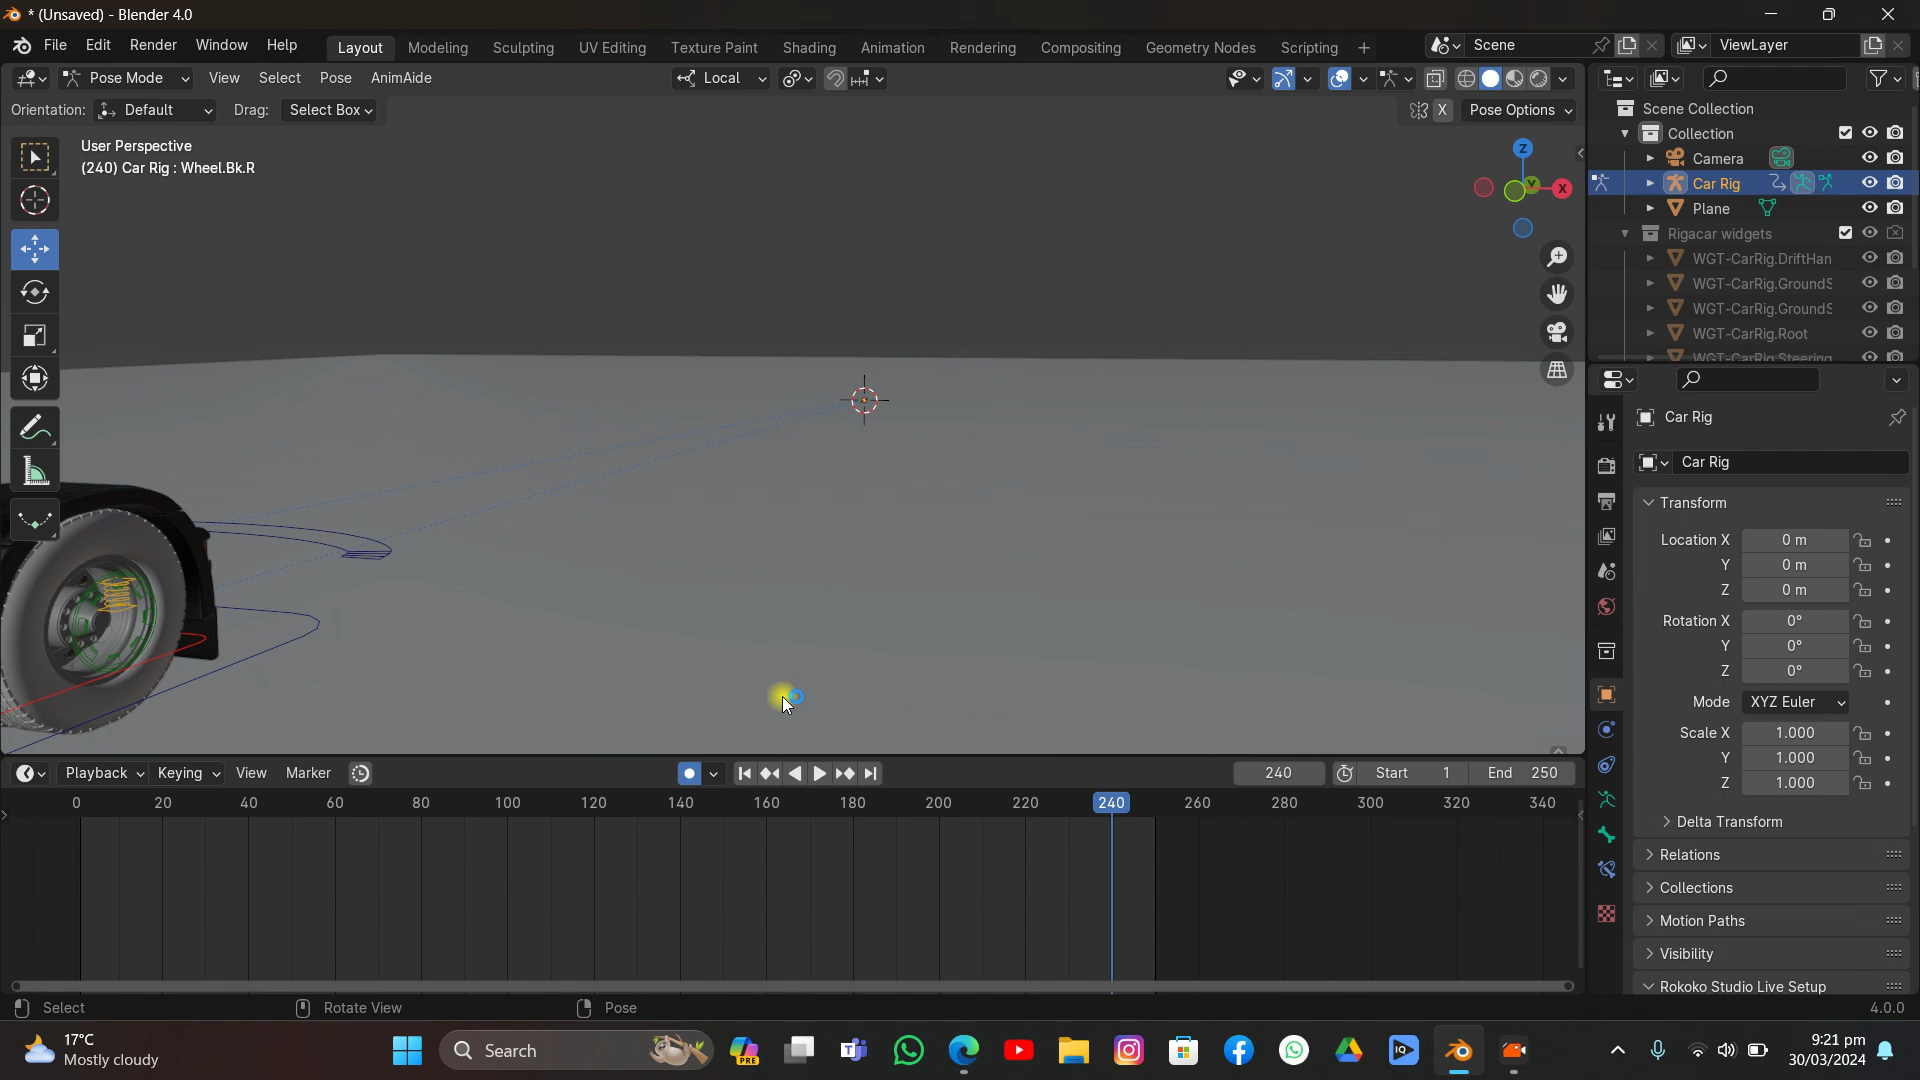 * (Unsaved) - Blender 4.0
File Edit Render Window Help
Layout Modeling Sculpting UV Editing Texture Paint Shading Animation Rendering Compositing Geometry Nodes Scripting +
Scene
ViewLayer
Pose Mode View Select Pose AnimAide
Local
Orientation: Default Drag: Select Box
X Pose Options
User Perspective
(240) Car Rig : Wheel.Bk.R
Z
Y
X
Scene Collection
Collection
Camera
Car Rig
Plane
Rigacar widgets
WGT-CarRig.DriftHan
WGT-CarRig.GroundS
WGT-CarRig.GroundS
WGT-CarRig.Root
WGT-CarRig.Steering
Car Rig
Car Rig
Transform
Location X 0 m
Y 0 m
Z 0 m
Rotation X 0°
Y 0°
Z 0°
Mode XYZ Euler
Scale X 1.000
Y 1.000
Z 1.000
Delta Transform
Relations
Collections
Motion Paths
Visibility
Rokoko Studio Live Setup
Playback Keying View Marker
240 Start 1 End 250
0 20 40 60 80 100 120 140 160 180 200 220 240 260 280 300 320 340
Select Rotate View Pose 4.0.0
17°C
Mostly cloudy
Search
PRE
IQ
9:21 pm
30/03/2024